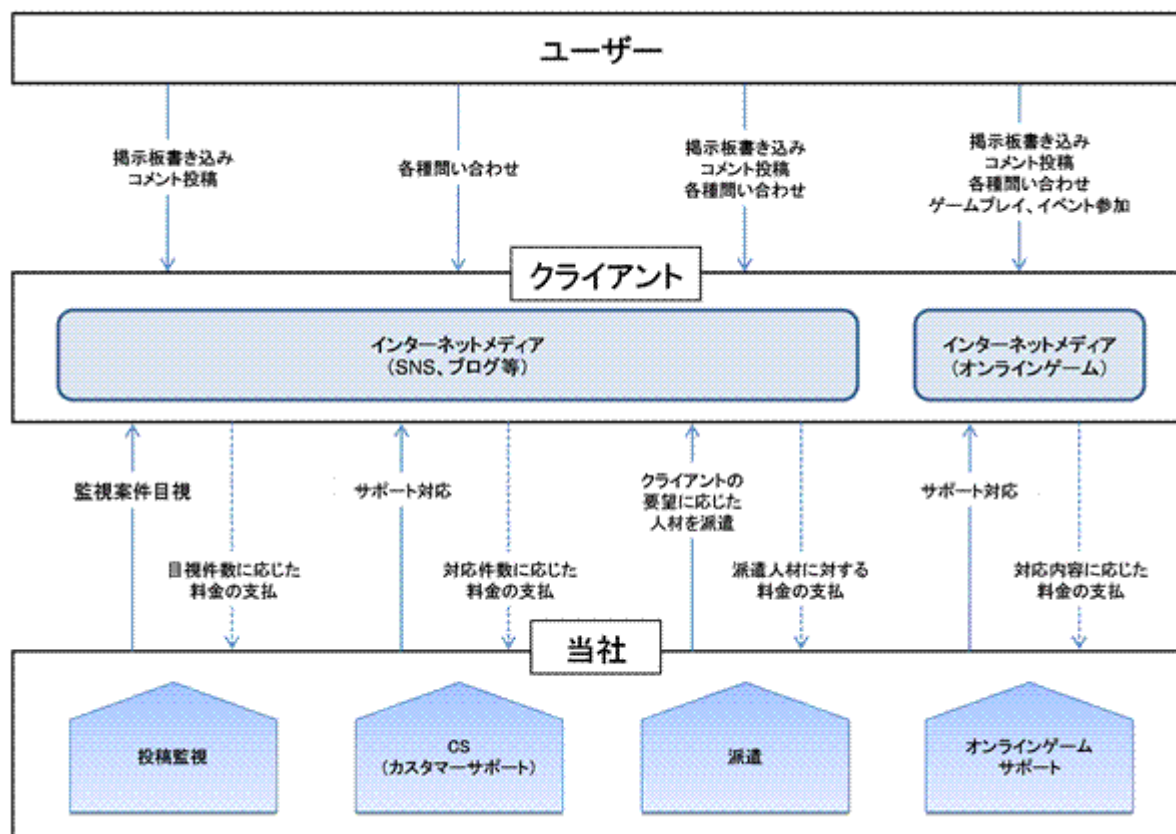 ユーザー
掲示板書き込み
コメント投稿
各種問い合わせ
掲示板書き込み
コメント投稿
各種問い合わせ
掲示板書き込み
コメント投稿
各種問い合わせ
ゲームプレイ、イベント参加
クライアント
インターネットメディア
（SNS、ブログ等）
インターネットメディア
（オンラインゲーム）
監視案件目視
目視件数に応じた
料金の支払
サポート対応
対応件数に応じた
料金の支払
クライアントの
要望に応じた
人材を派遣
派遣人材に対する
料金の支払
サポート対応
対応内容に応じた
料金の支払
当社
投稿監視
CS
（カスタマーサポート）
派遣
オンラインゲーム
サポート